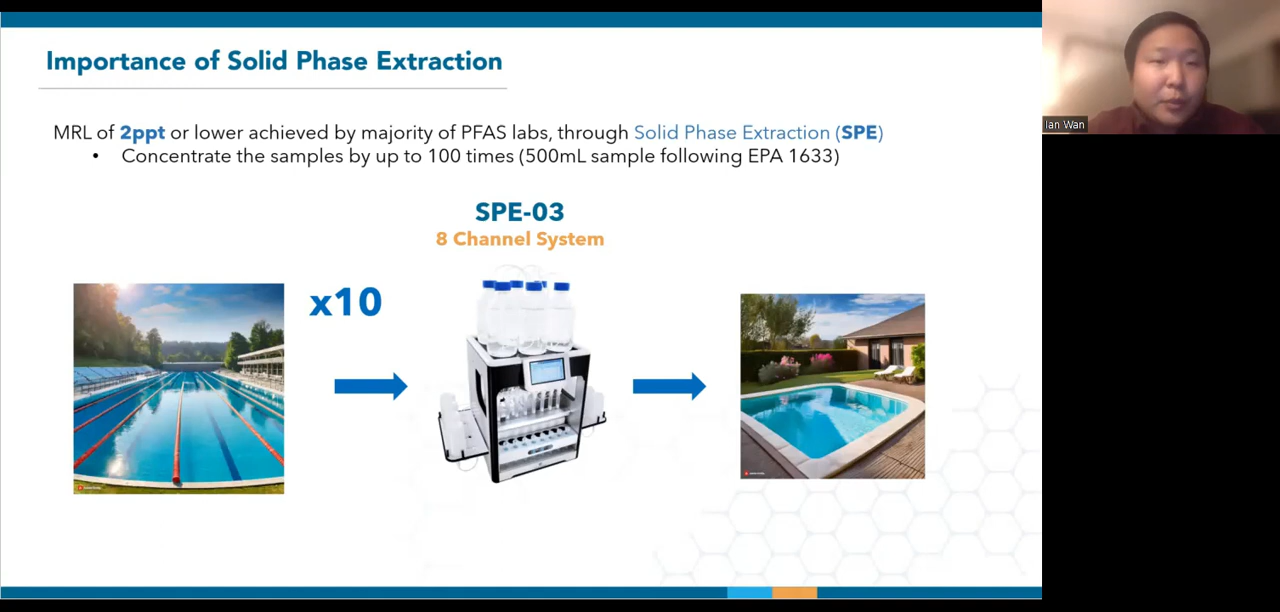 Importance of Solid Phase Extraction
MRL of 2ppt or lower achieved by majority of PFAS labs, through Solid Phase Extraction (SPE)
• Concentrate the samples by up to 100 times (500mL sample following EPA 1633)
SPE-03
8 Channel System
x10
Ian Wan